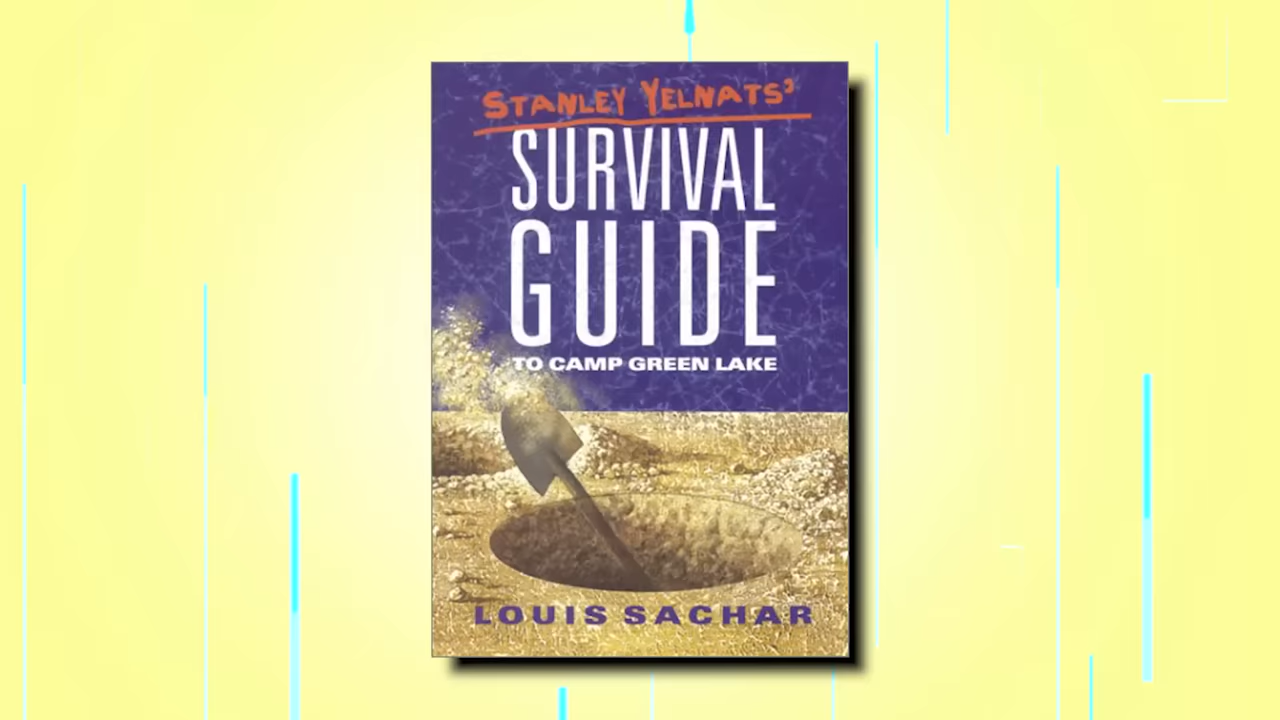 STANLEY YELNATS'
SURVIVAL
GUIDE
TO CAMP GREEN LAKE
LOUIS SACHAR